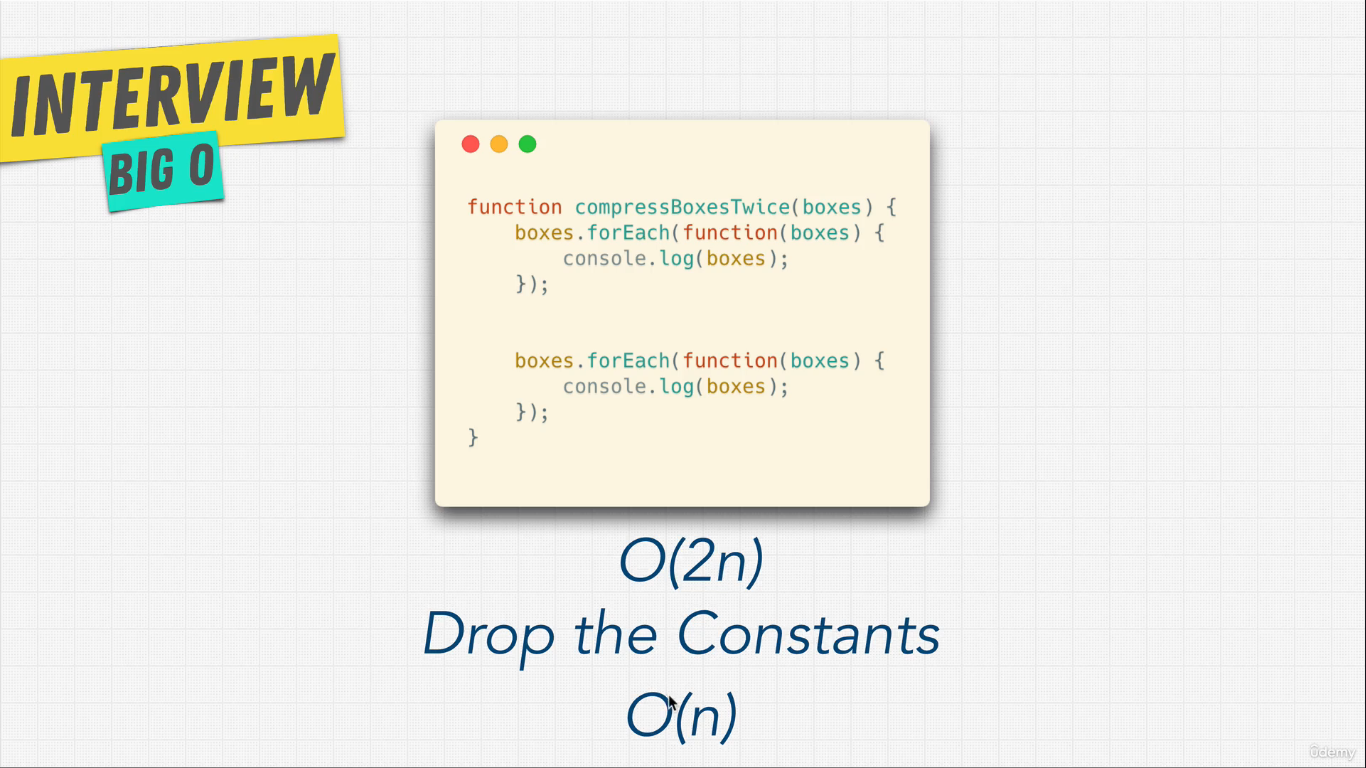 INTERVIEW
BIG O
function compressBoxesTwice(boxes) {
    boxes.forEach(function(boxes) {
        console.log(boxes);
    });
    boxes.forEach(function(boxes) {
        console.log(boxes);
    });
}
O(2n)
Drop the Constants
O(n)
ûdemy